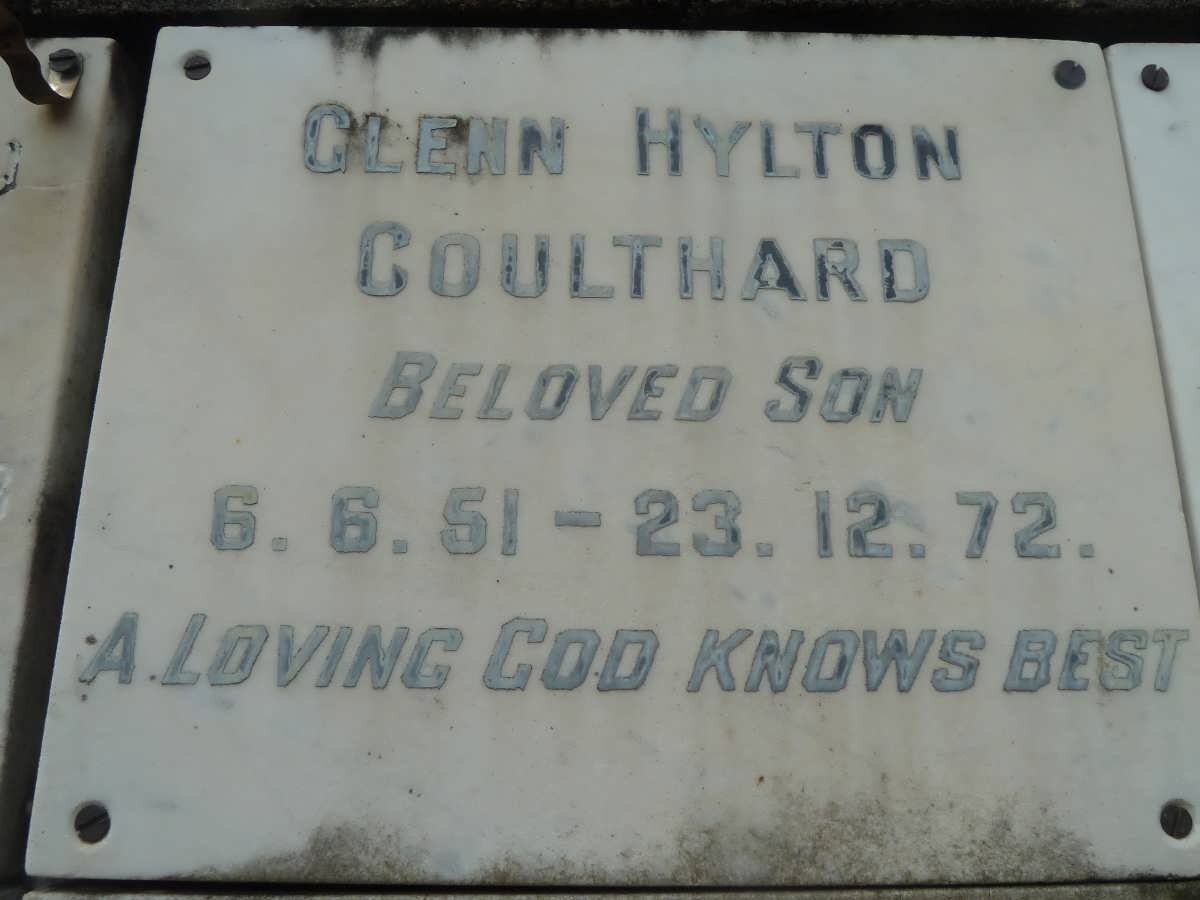 GLENN HYLTON
COULTHARD
BELOVED SON
6. 6. 51 – 23. 12. 72.
A LOVING GOD KNOWS BEST